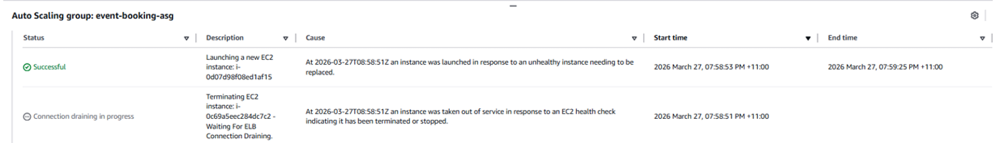 Auto Scaling group: event-booking-asg
Status
Description
Cause
Start time
End time
Successful
Launching a new EC2
instance: i-
0d07d98f08ed1af15
At 2026-03-27T08:58:51Z an instance was launched in response to an unhealthy instance needing to be
replaced.
2026 March 27, 07:58:53 PM +11:00
2026 March 27, 07:59:25 PM +11:00
Connection draining in progress
Terminating EC2
instance: i-
0c69a5eec284dc7c2 -
Waiting For ELB
Connection Draining.
At 2026-03-27T08:58:51Z an instance was taken out of service in response to an EC2 health check
indicating it has been terminated or stopped.
2026 March 27, 07:58:51 PM +11:00